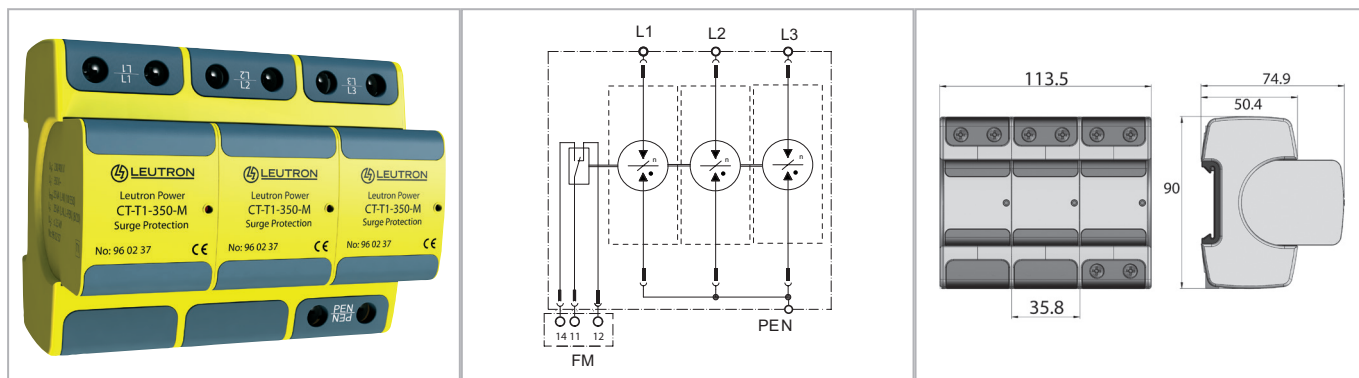 L1
L1
L2
L2
L3
L3
LEUTRON
Leutron Power
CT-T1-350-M
Surge Protection
No: 96 02 37
CE
LEUTRON
Leutron Power
CT-T1-350-M
Surge Protection
No: 96 02 37
CE
LEUTRON
Leutron Power
CT-T1-350-M
Surge Protection
No: 96 02 37
CE
PEN
PEN
L1 L2 L3
n n n
14 11 12
FM
PEN
113.5
35.8
74.9
50.4
90